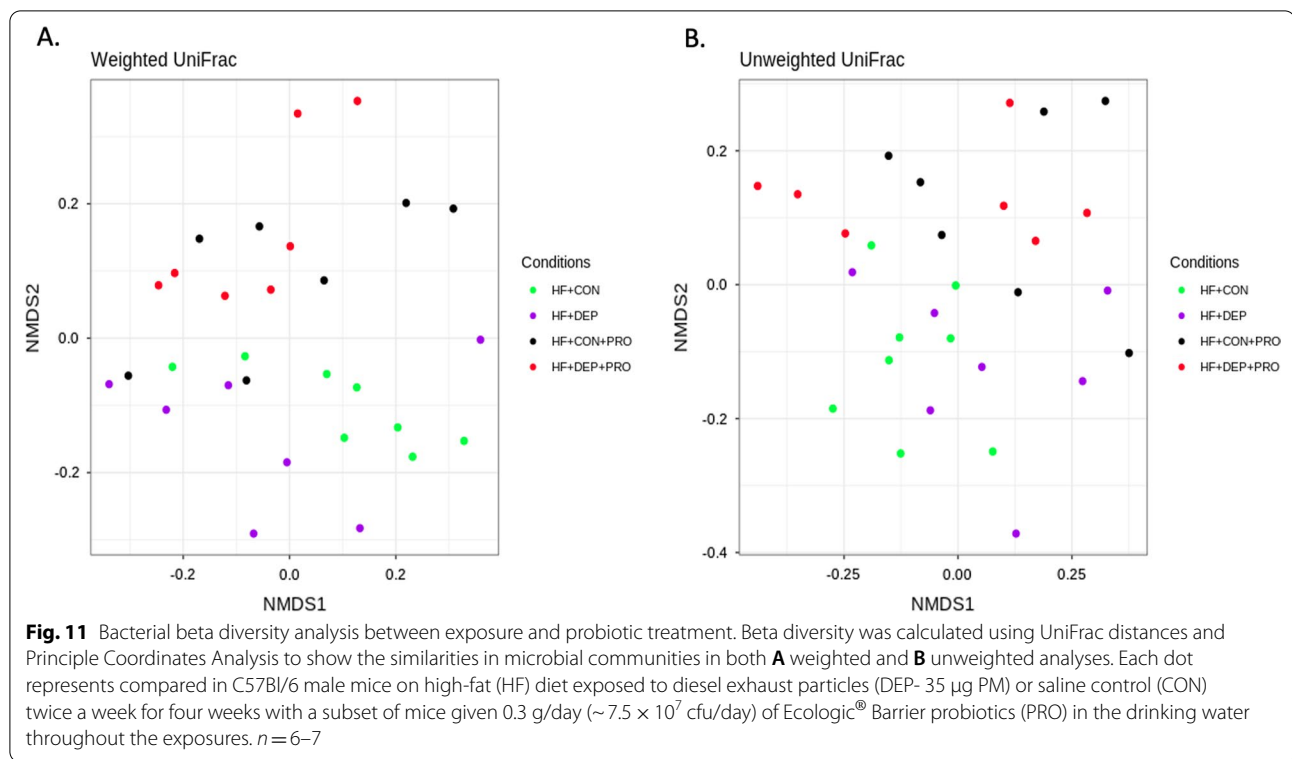 A.
Weighted UniFrac
NMDS2
0.2
0.0
-0.2
-0.2
0.0
0.2
NMDS1
Conditions
HF+CON
HF+DEP
HF+CON+PRO
HF+DEP+PRO
B.
Unweighted UniFrac
NMDS2
0.2
0.0
-0.2
-0.4
-0.25
0.00
0.25
NMDS1
Conditions
HF+CON
HF+DEP
HF+CON+PRO
HF+DEP+PRO
Fig. 11 Bacterial beta diversity analysis between exposure and probiotic treatment. Beta diversity was calculated using UniFrac distances and
Principle Coordinates Analysis to show the similarities in microbial communities in both A weighted and B unweighted analyses. Each dot
represents compared in C57Bl/6 male mice on high-fat (HF) diet exposed to diesel exhaust particles (DEP- 35 µg PM) or saline control (CON)
twice a week for four weeks with a subset of mice given 0.3 g/day (~ 7.5 × 10⁷ cfu/day) of Ecologic® Barrier probiotics (PRO) in the drinking water
throughout the exposures. n = 6–7